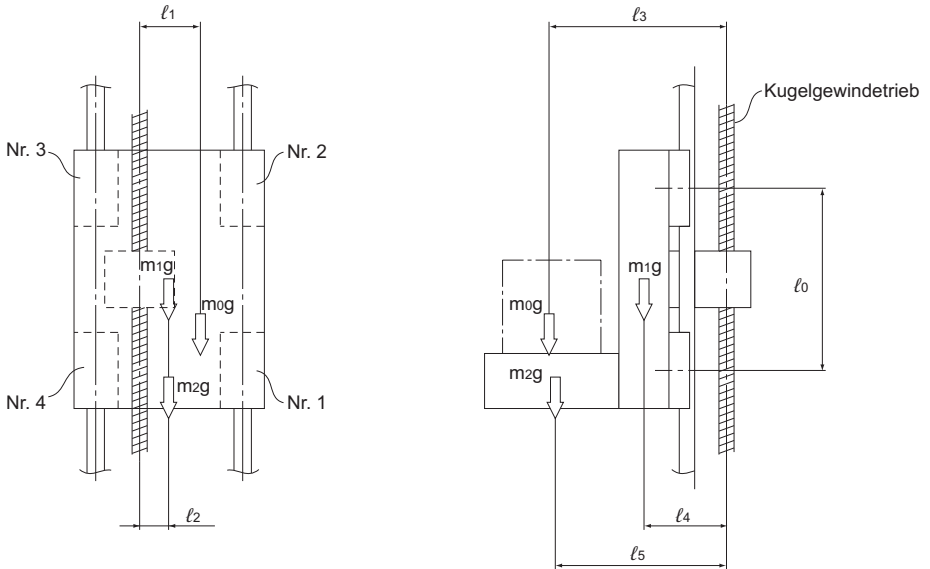 ℓ1
Nr. 3
Nr. 2
m1g
m0g
m2g
Nr. 4
Nr. 1
ℓ2
ℓ3
Kugelgewindetrieb
m1g
m0g
ℓ0
m2g
ℓ4
ℓ5